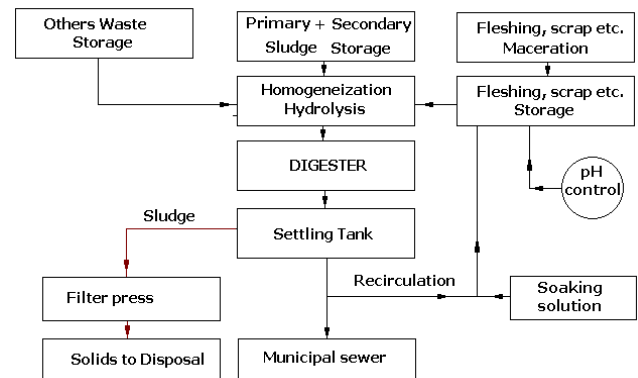 Others Waste
Storage
Primary + Secondary
Sludge Storage
Fleshing, scrap etc.
Maceration
Homogeneization
Hydrolysis
Fleshing, scrap etc.
Storage
DIGESTER
pH
control
Sludge
Settling Tank
Recirculation
Filter press
Soaking
solution
Solids to Disposal
Municipal sewer